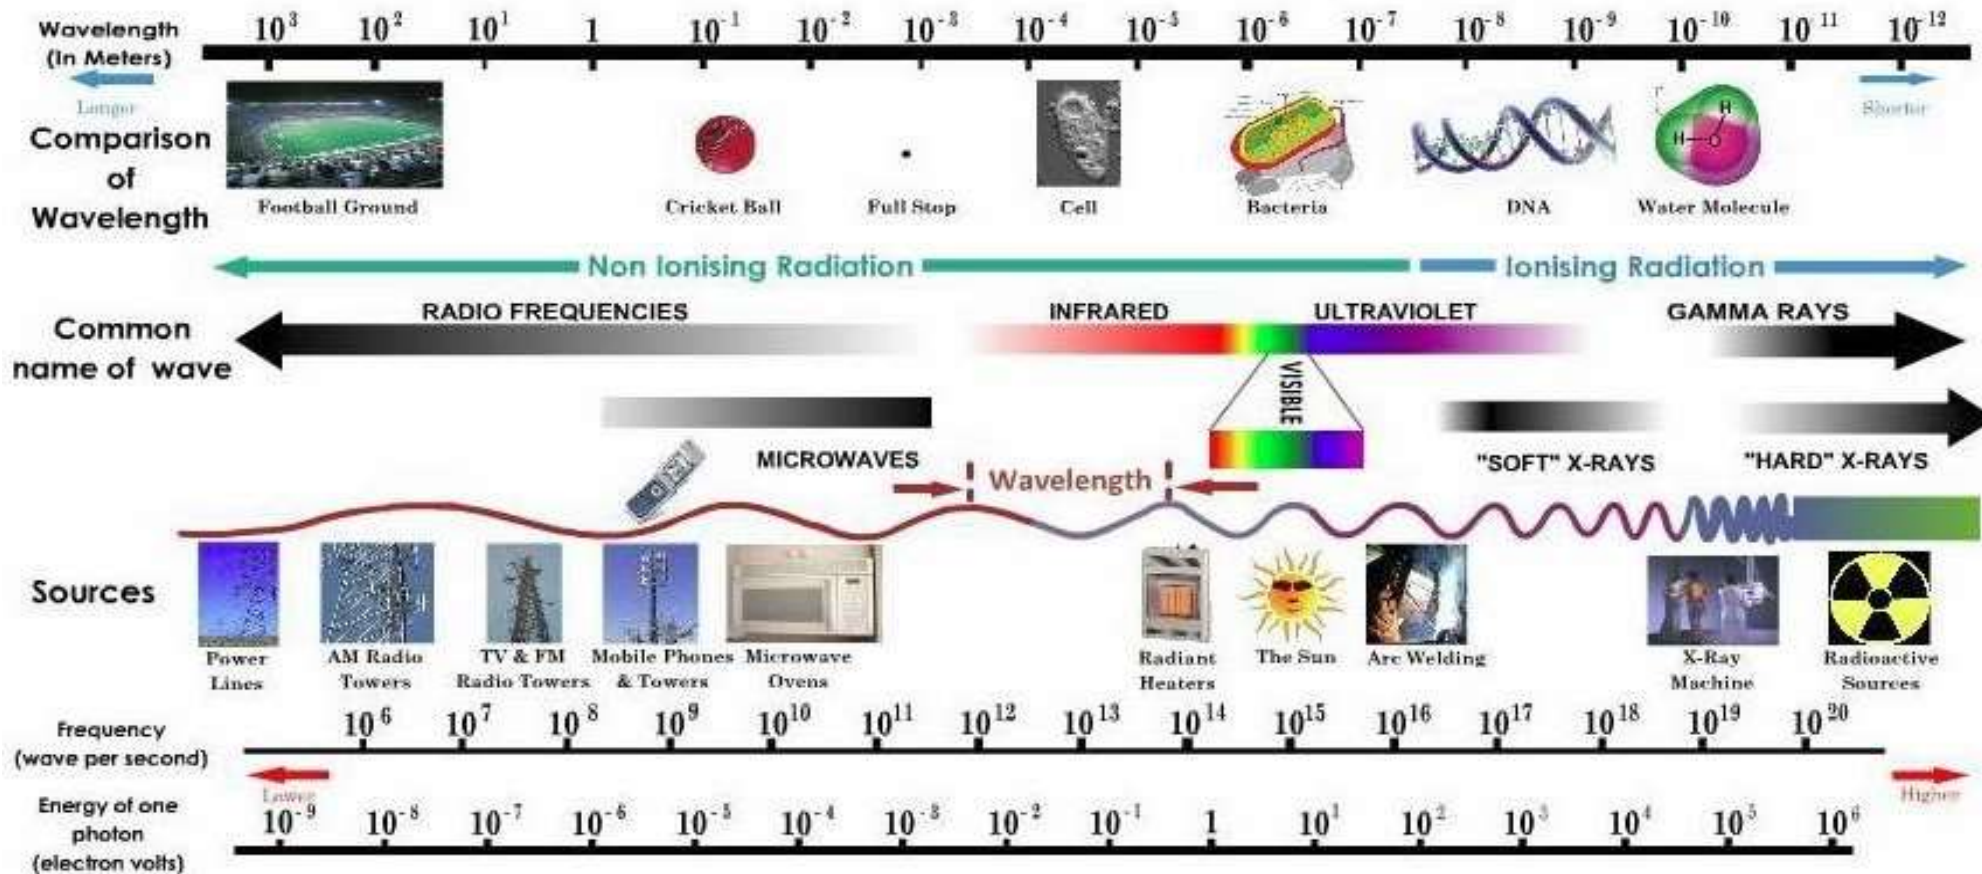 Wavelength
(In Meters)
10³ 10² 10¹ 1 10⁻¹ 10⁻² 10⁻³ 10⁻⁴ 10⁻⁵ 10⁻⁶ 10⁻⁷ 10⁻⁸ 10⁻⁹ 10⁻¹⁰ 10⁻¹¹ 10⁻¹²
Longer
Shorter
Comparison
of
Wavelength
Football Ground Cricket Ball Full Stop Cell Bacteria DNA Water Molecule
H
H O
Non Ionising Radiation Ionising Radiation
Common
name of wave
RADIO FREQUENCIES INFRARED ULTRAVIOLET GAMMA RAYS
VISIBLE
MICROWAVES
"SOFT" X-RAYS "HARD" X-RAYS
Wavelength
Sources
Power
Lines
AM Radio
Towers
TV & FM
Radio Towers
Mobile Phones
& Towers
Microwave
Ovens
Radiant
Heaters
The Sun
Arc Welding
X-Ray
Machine
Radioactive
Sources
Frequency
(wave per second)
10⁶ 10⁷ 10⁸ 10⁹ 10¹⁰ 10¹¹ 10¹² 10¹³ 10¹⁴ 10¹⁵ 10¹⁶ 10¹⁷ 10¹⁸ 10¹⁹ 10²⁰
Lower
Higher
Energy of one
photon
(electron volts)
10⁻⁹ 10⁻⁸ 10⁻⁷ 10⁻⁶ 10⁻⁵ 10⁻⁴ 10⁻³ 10⁻² 10⁻¹ 1 10¹ 10² 10³ 10⁴ 10⁵ 10⁶